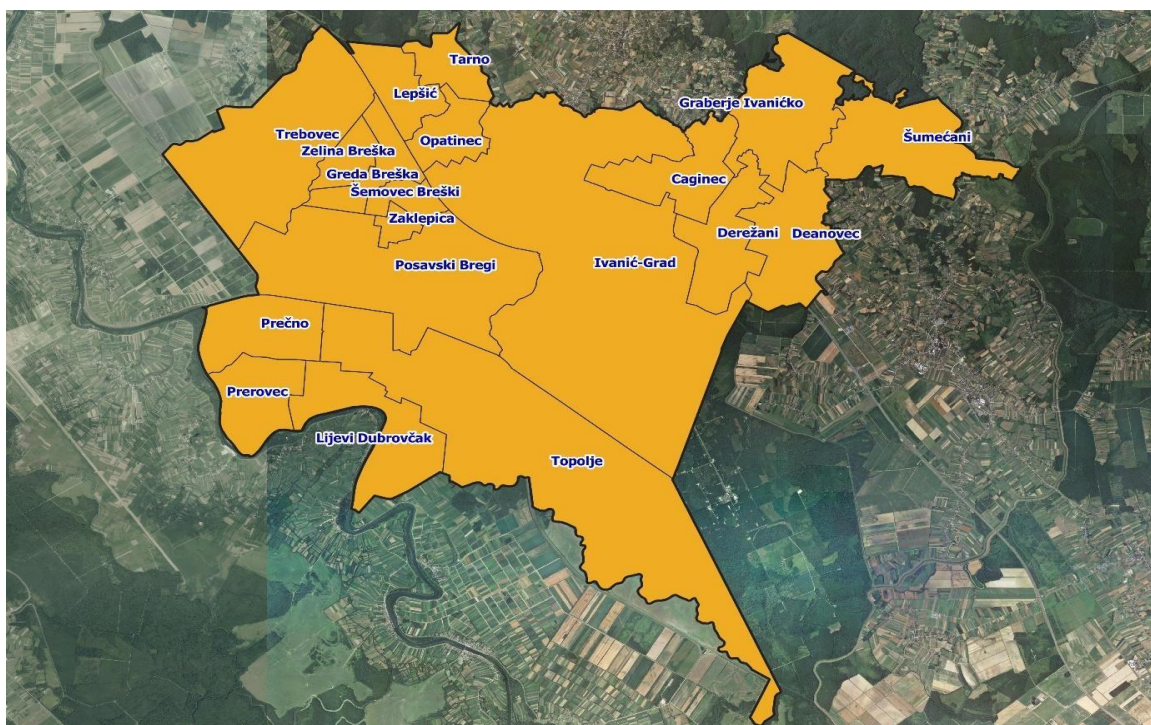 Tarno
Lepšić
Graberje Ivanićko
Trebovec
Opatinec
Šumećani
Zelina Breška
Greda Breška
Caginec
Šemovec Breški
Zaklepica
Derežani
Deanovec
Posavski Bregi
Ivanić-Grad
Prečno
Prerovec
Lijevi Dubrovčak
Topolje